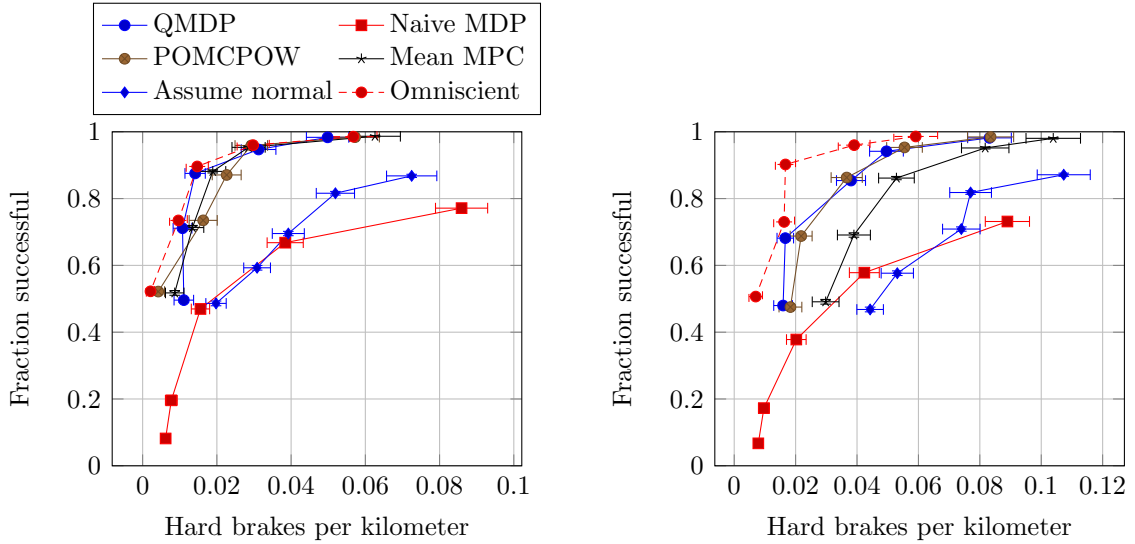 QMDP
Naive MDP
POMCPOW
Mean MPC
Assume normal
Omniscient
1
0.8
0.6
0.4
0.2
0
Fraction successful
0 0.02 0.04 0.06 0.08 0.1
Hard brakes per kilometer
1
0.8
0.6
0.4
0.2
0
Fraction successful
0 0.02 0.04 0.06 0.08 0.1 0.12
Hard brakes per kilometer